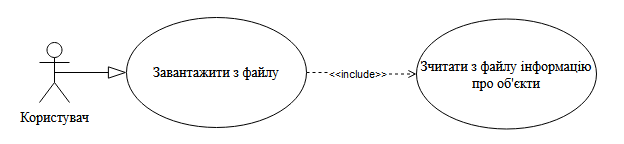 Завантажити з файлу
<<include>>
Зчитати з файлу інформацію
про об'єкти
Користувач